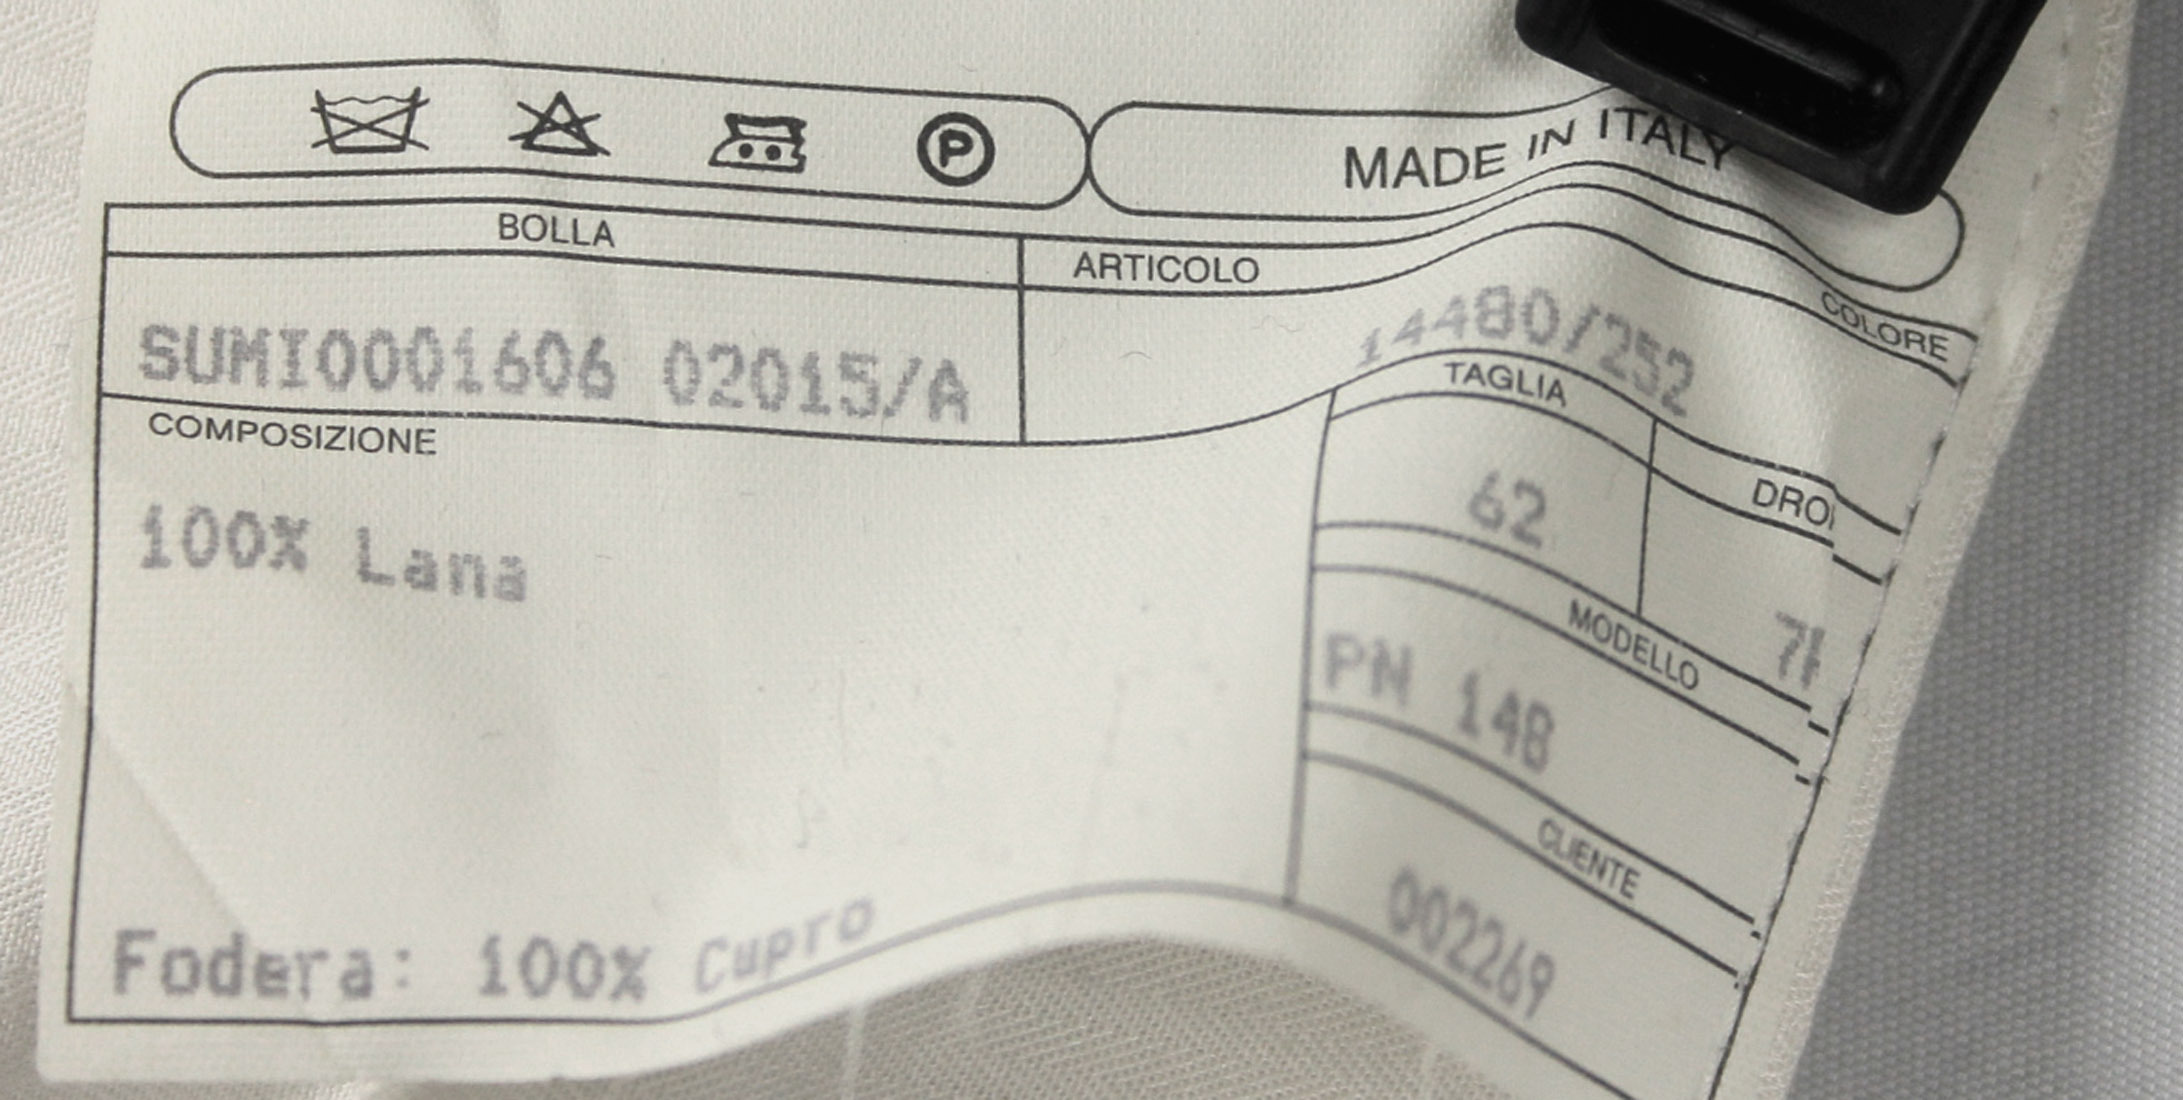 P
MADE IN ITALY
BOLLA
ARTICOLO
COLORE
SUMI0001606 02015/A
14480/252
COMPOSIZIONE
TAGLIA
100% Lana
62
MODELLO
PN 14B
CLIENTE
002269
Fodera: 100% Cupro